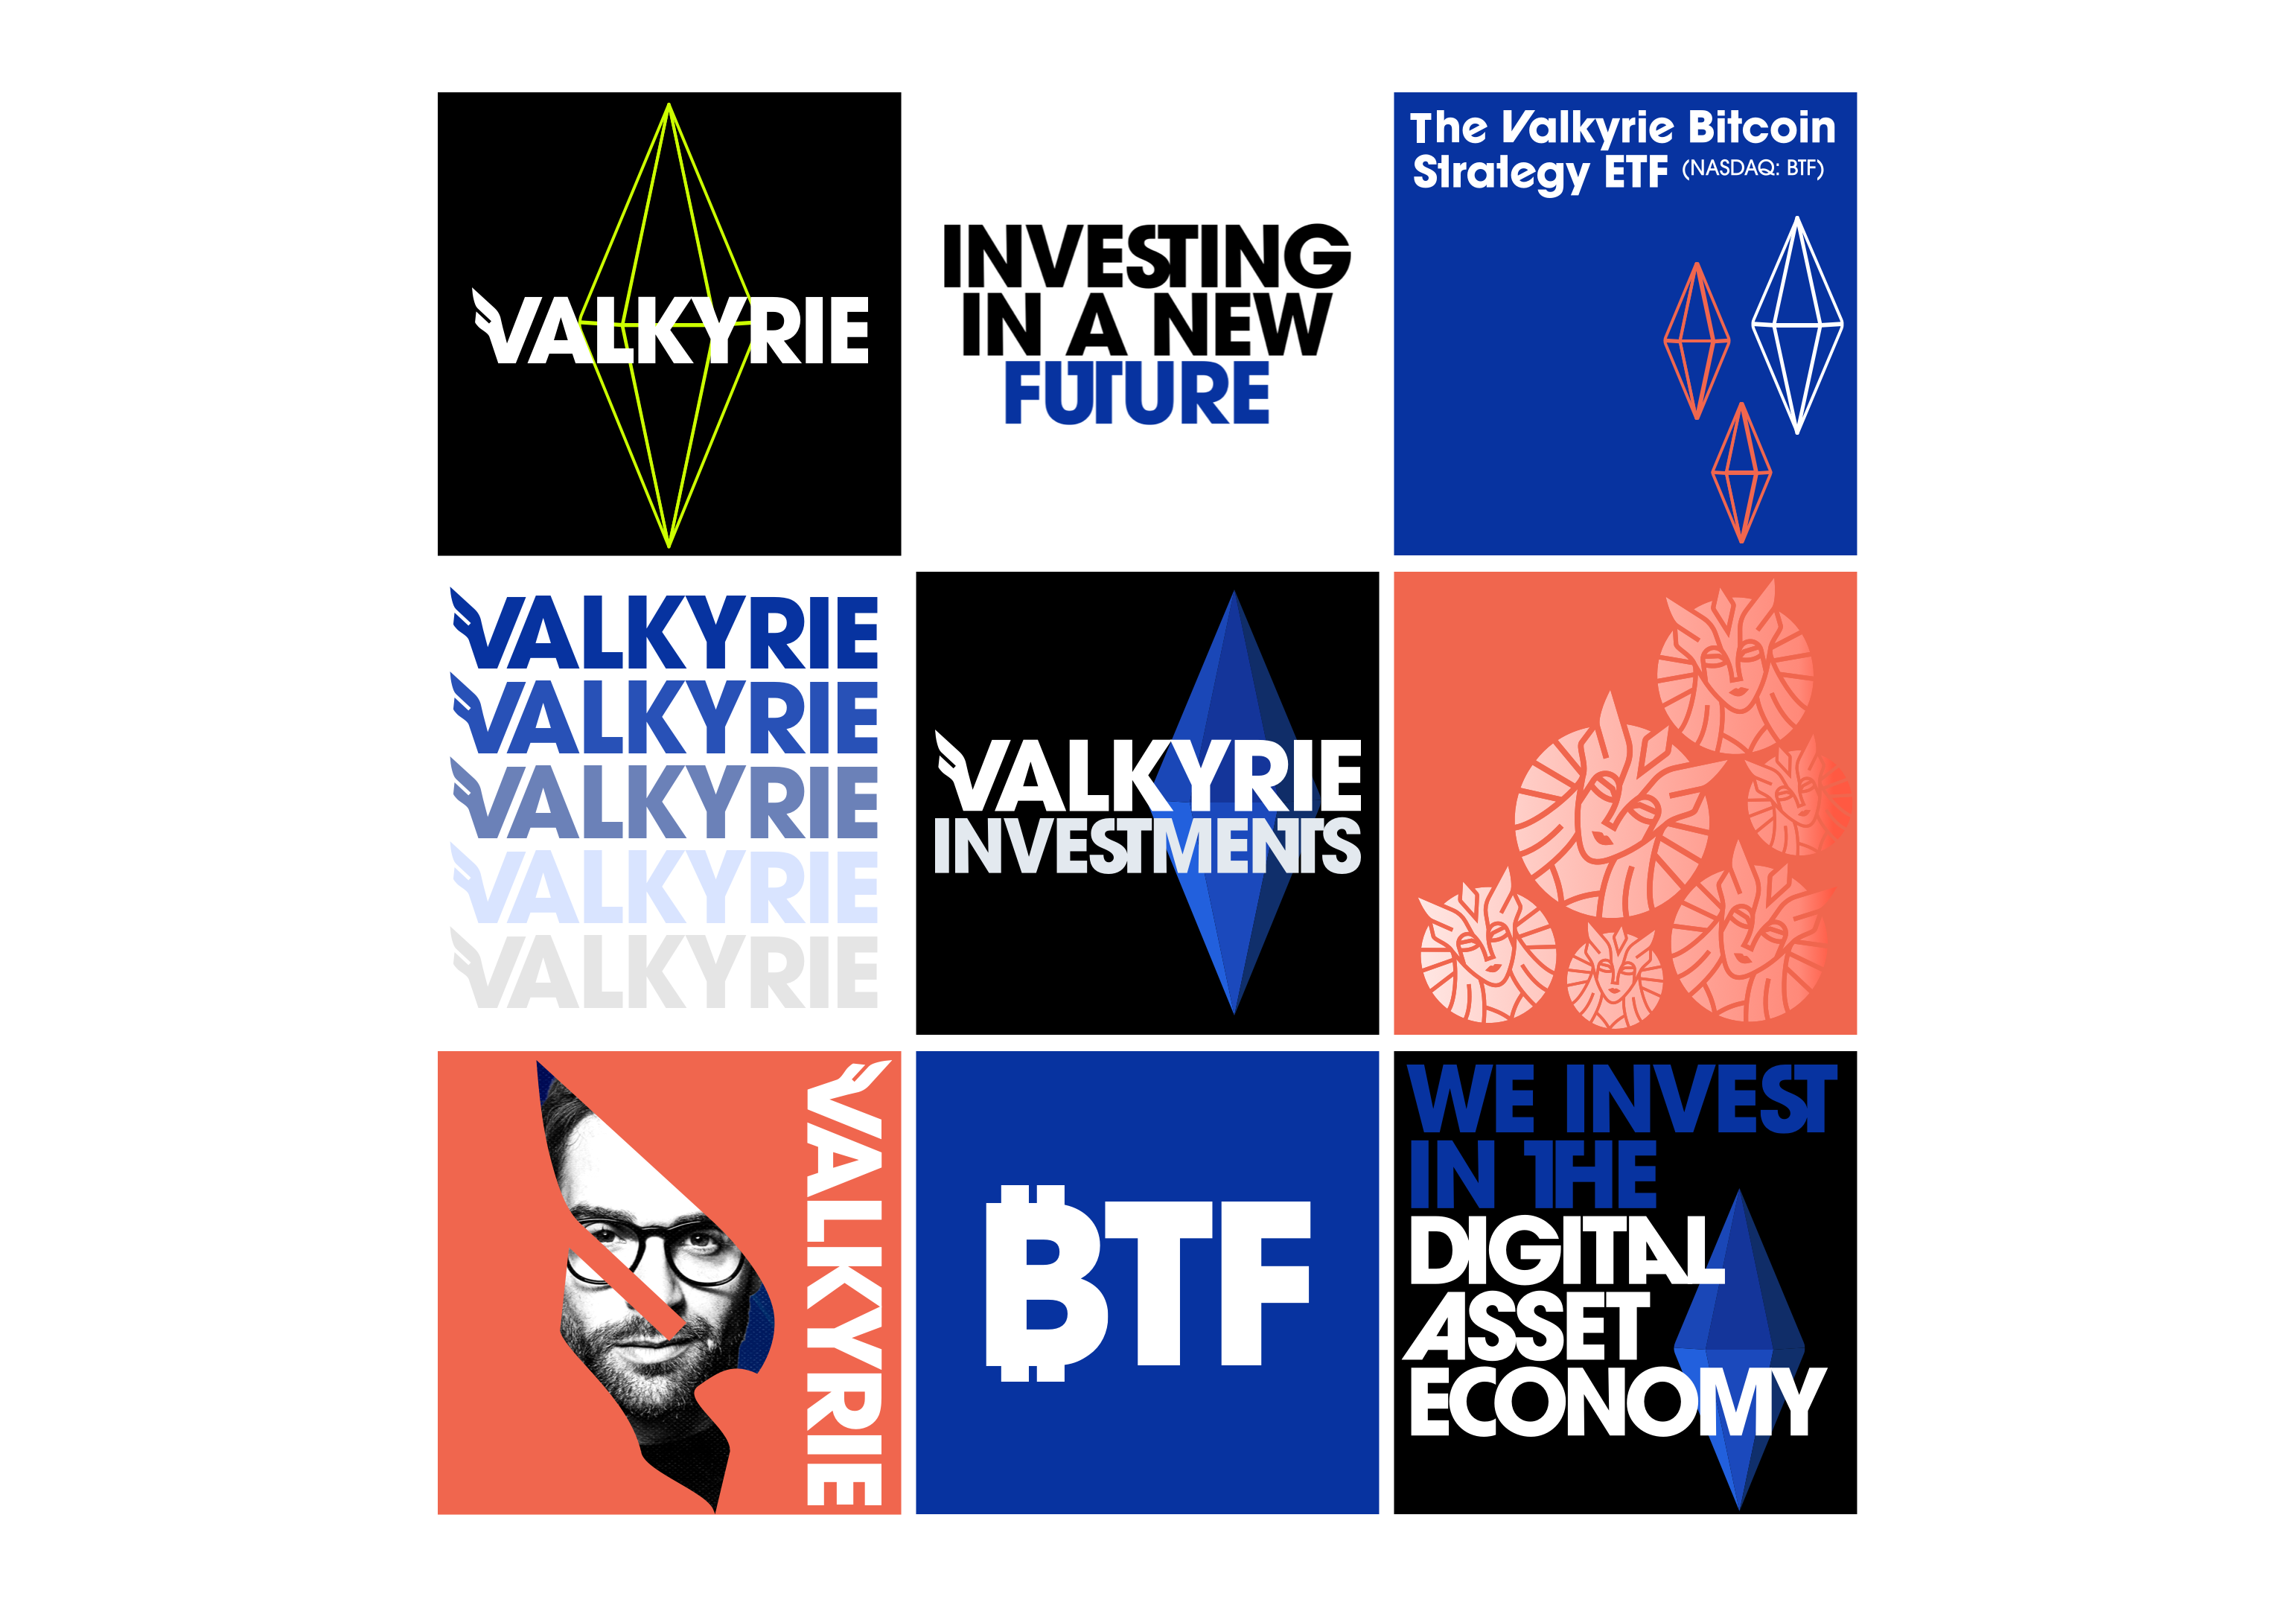 VALKYRIE
INVESTING
IN A NEW
FUTURE
The Valkyrie Bitcoin
Strategy ETF (NASDAQ: BTF)
VALKYRIE
VALKYRIE
VALKYRIE
VALKYRIE
VALKYRIE
VALKYRIE
INVESTMENTS
VALKYRIE
BTF
WE INVEST
IN THE
DIGITAL
ASSET
ECONOMY